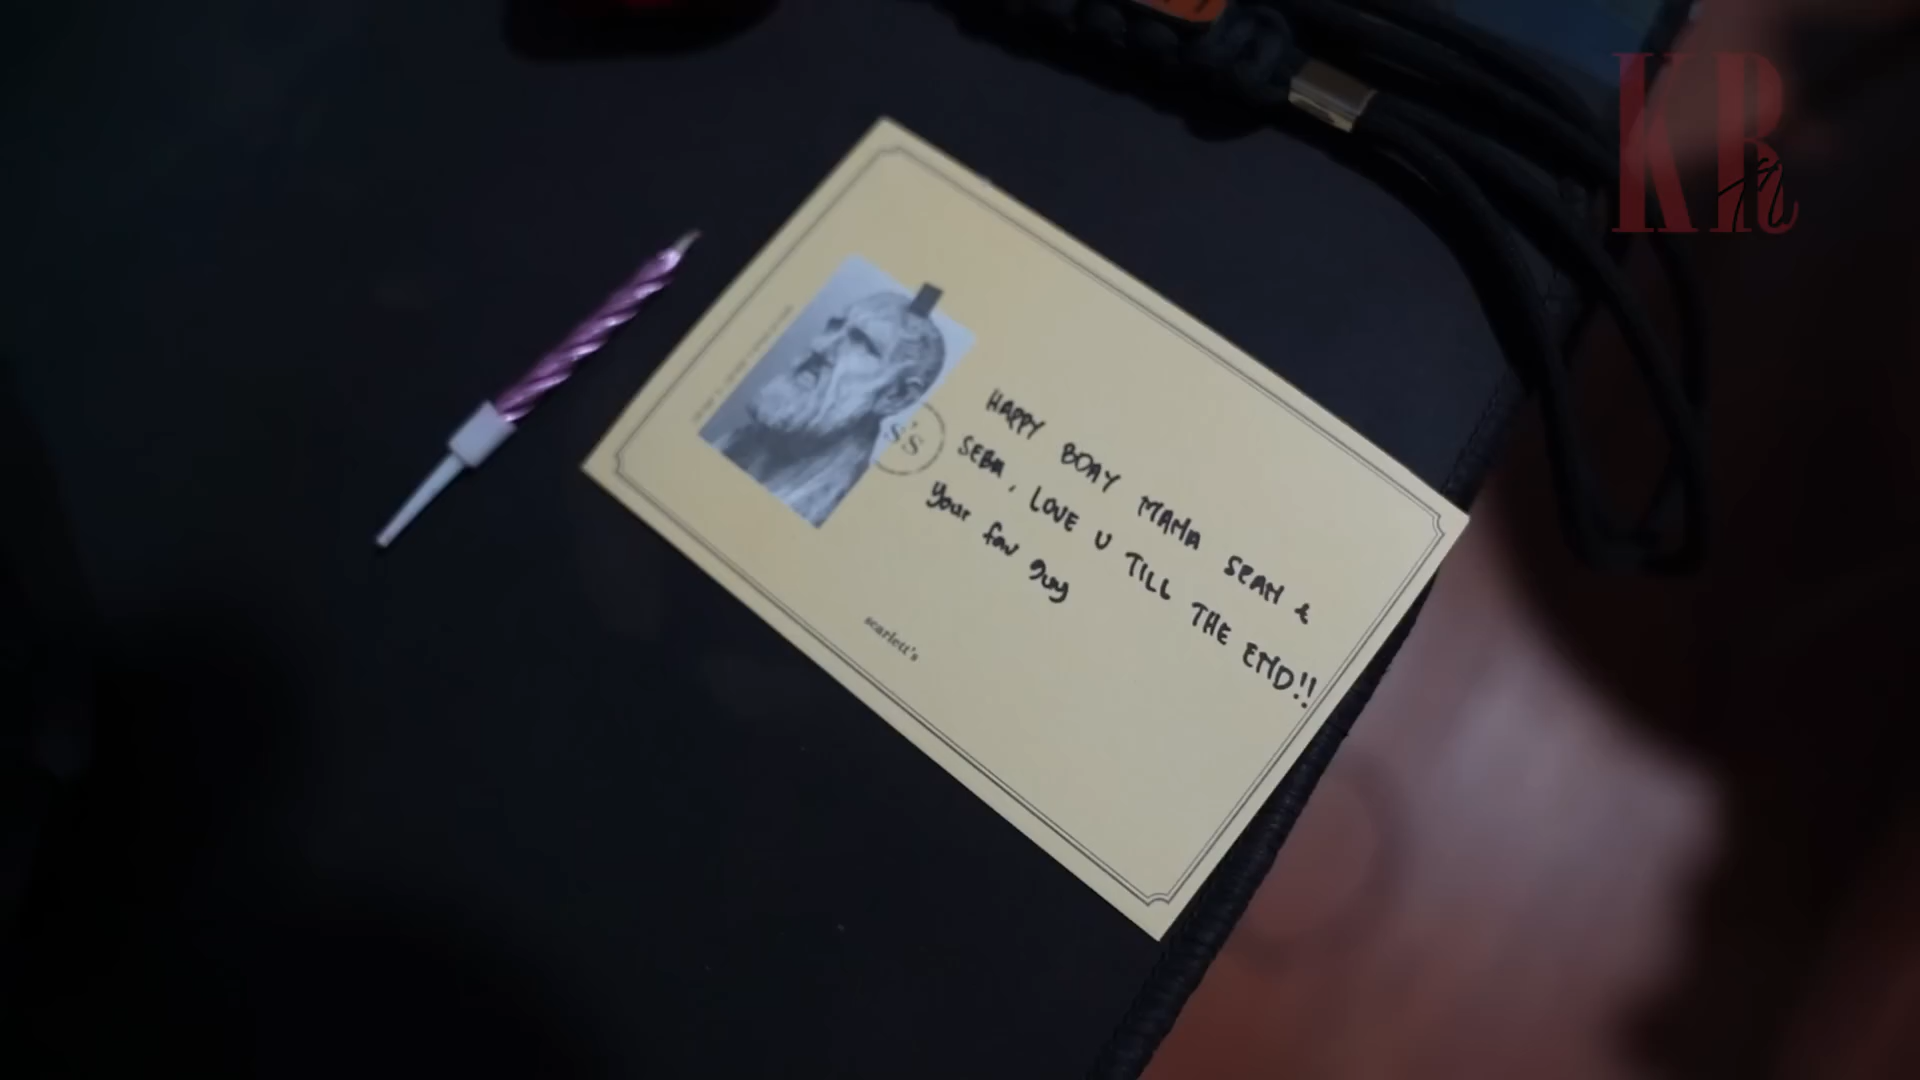 HAPPY BDAY MAMA SEAN &
SEBA, LOVE U TILL THE END!!
your fav guy
S'S
scarlett's
KR